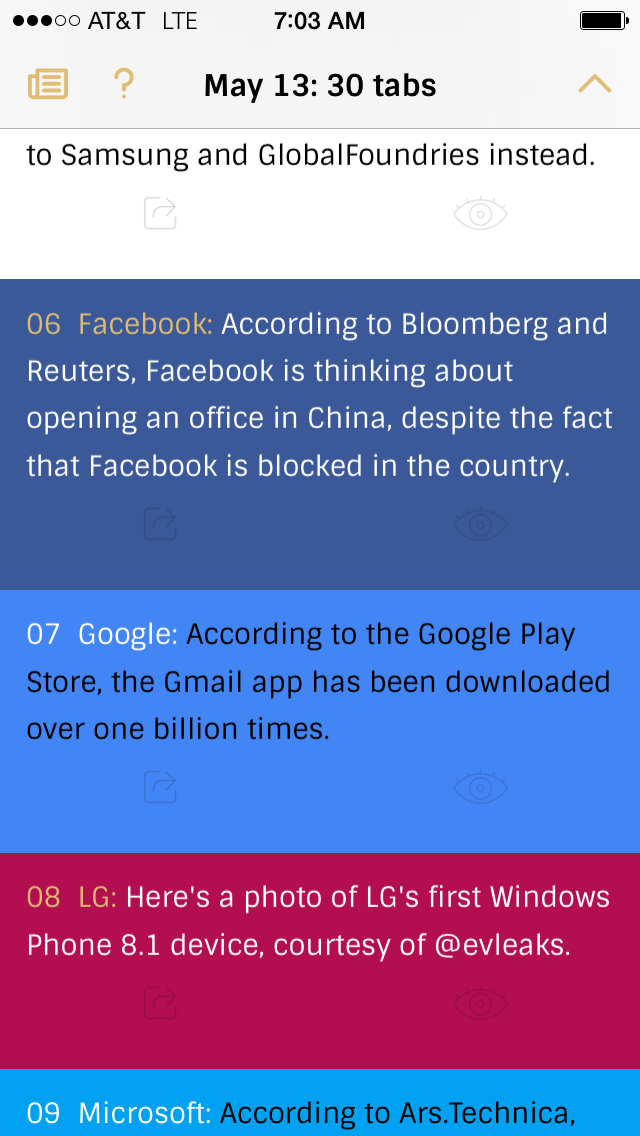 AT&T LTE 7:03 AM
May 13: 30 tabs
to Samsung and GlobalFoundries instead.
06 Facebook: According to Bloomberg and
Reuters, Facebook is thinking about
opening an office in China, despite the fact
that Facebook is blocked in the country.
07 Google: According to the Google Play
Store, the Gmail app has been downloaded
over one billion times.
08 LG: Here's a photo of LG's first Windows
Phone 8.1 device, courtesy of @evleaks.
09 Microsoft: According to Ars.Technica,